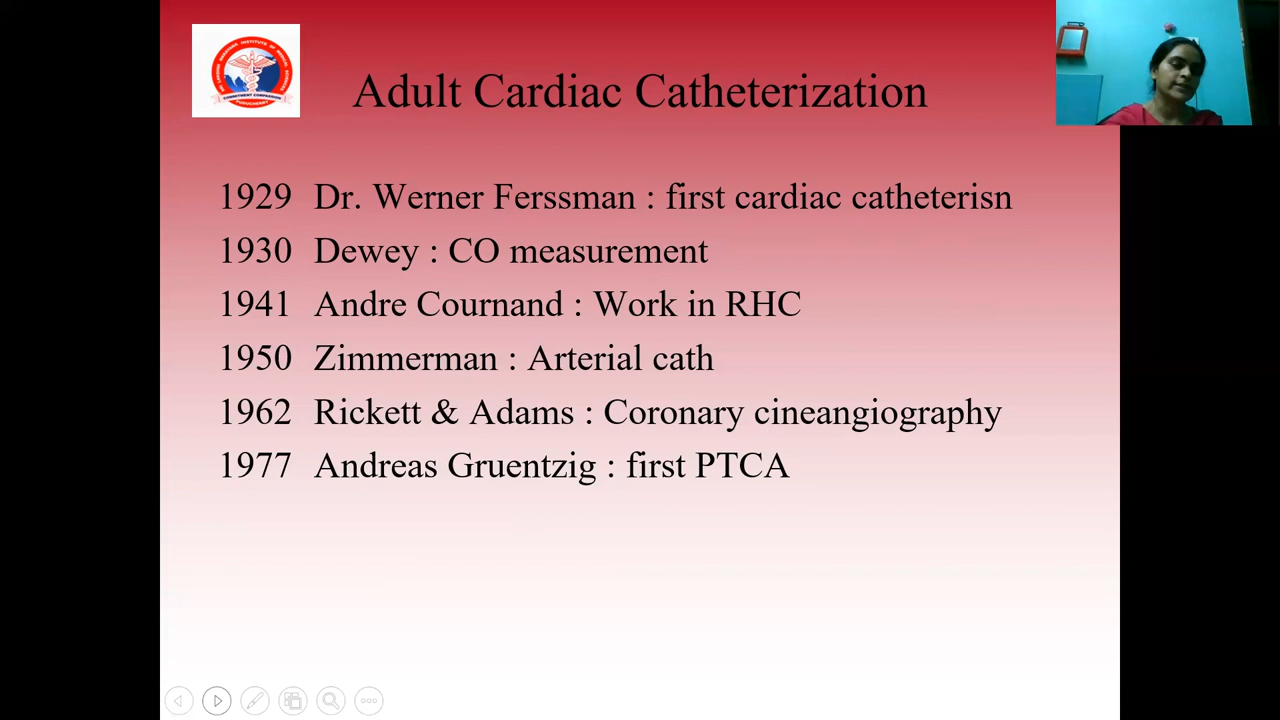 Adult Cardiac Catheterization
1929 Dr. Werner Ferssman : first cardiac catheterisn
1930 Dewey : CO measurement
1941 Andre Cournand : Work in RHC
1950 Zimmerman : Arterial cath
1962 Rickett & Adams : Coronary cineangiography
1977 Andreas Gruentzig : first PTCA